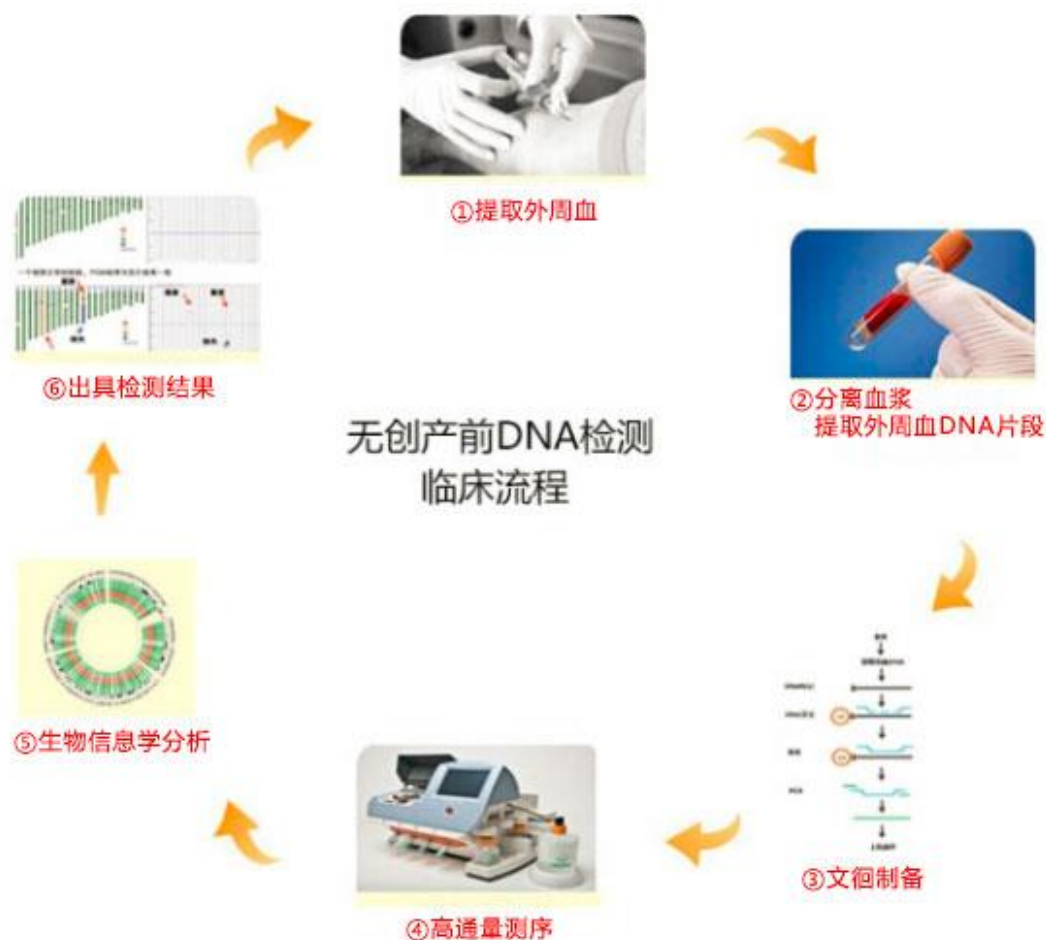 无创产前DNA检测
临床流程
①提取外周血
②分离血浆
提取外周血DNA片段
③文徊制备
④高通量测序
⑤生物信息学分析
⑥出具检测结果
PCR